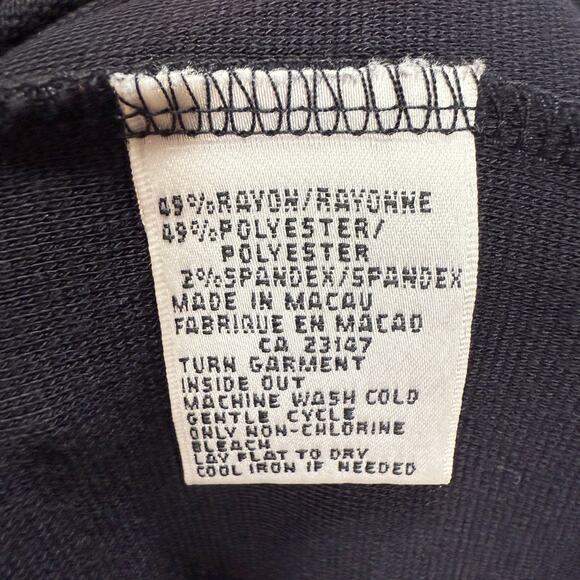 49%RAYON/RAYONNE
49%POLYESTER/
POLYESTER
2%SPANDEX/SPANDEX
MADE IN MACAU
FABRIQUE EN MACAO
CA 23147
TURN GARMENT
INSIDE OUT
MACHINE WASH COLD
GENTLE CYCLE
ONLY NON-CHLORINE
BLEACH
LAY FLAT TO DRY
COOL IRON IF NEEDED